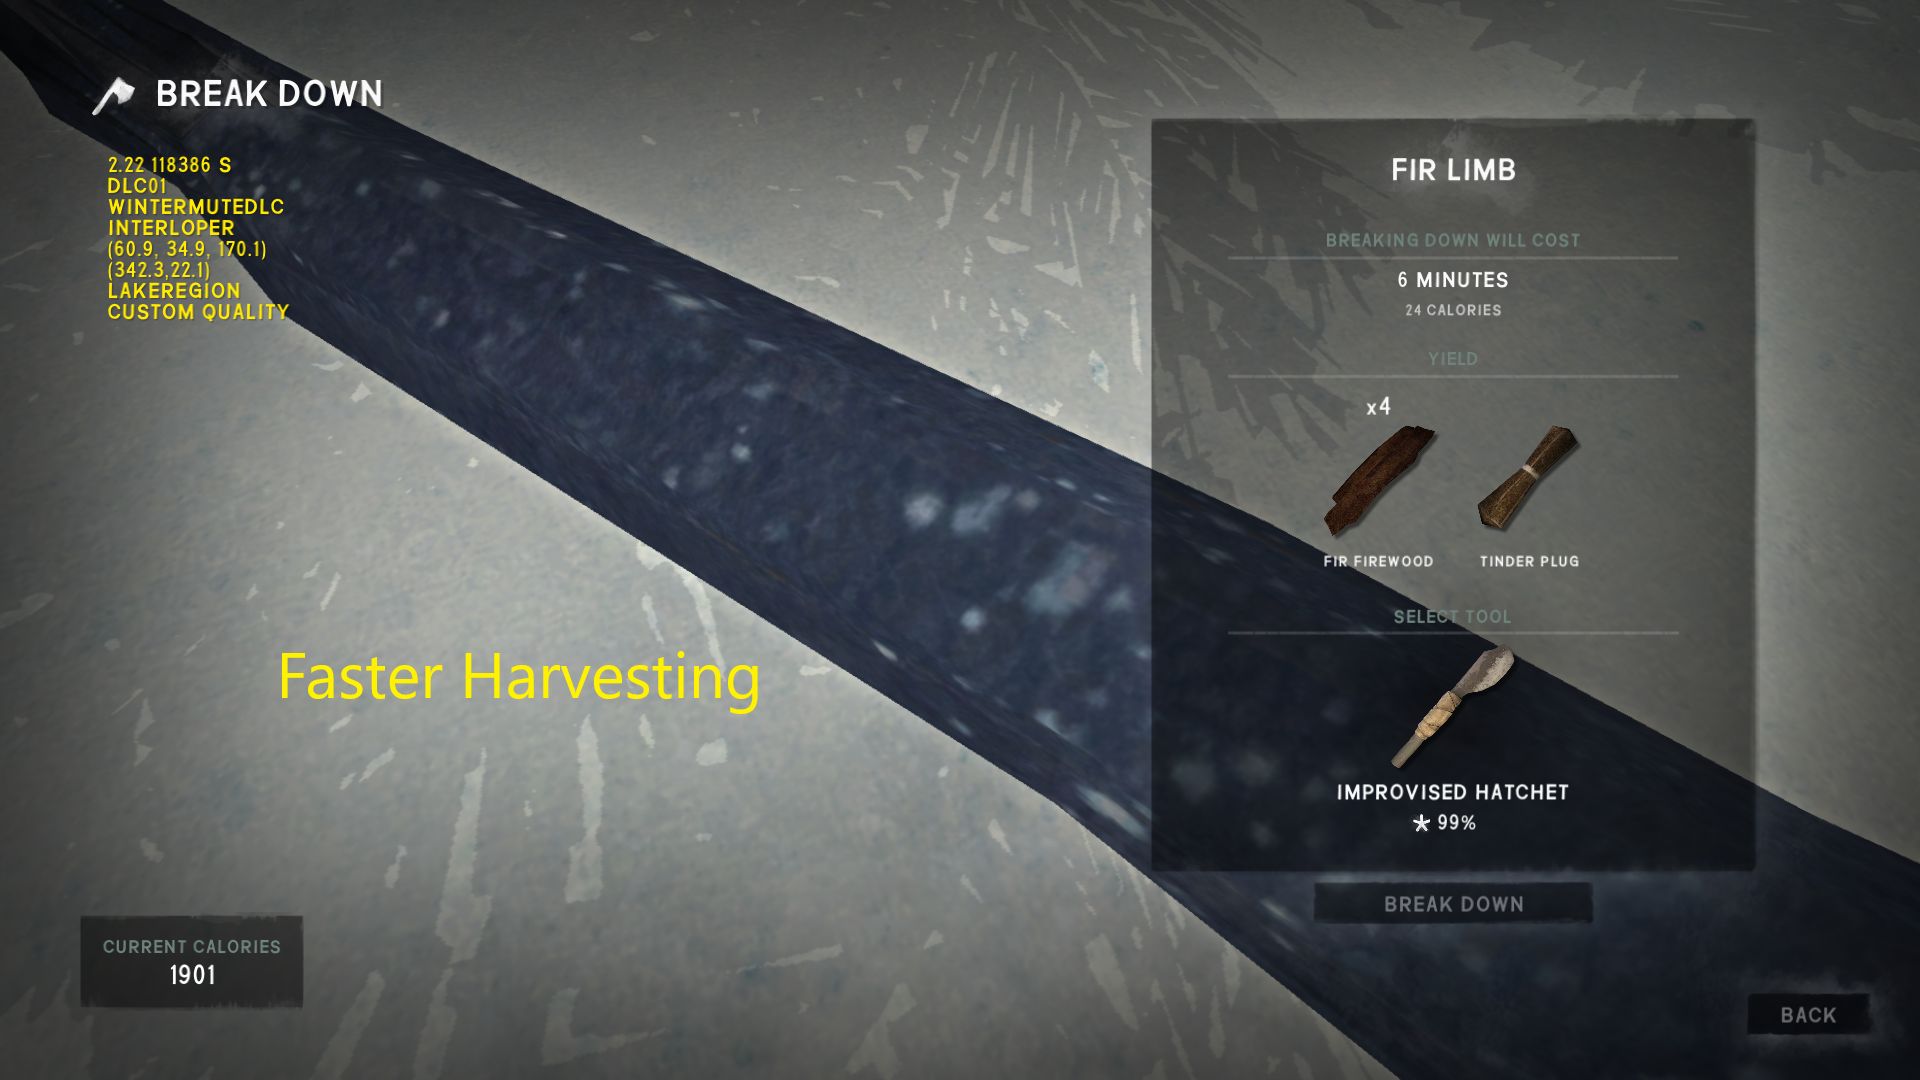 BREAK DOWN
2.22 118386 S
DLC01
WINTERMUTEDLC
INTERLOPER
(60.9, 34.9, 170.1)
(342.3,22.1)
LAKEREGION
CUSTOM QUALITY
Faster Harvesting
CURRENT CALORIES
1901
FIR LIMB
BREAKING DOWN WILL COST
6 MINUTES
24 CALORIES
YIELD
x4
FIR FIREWOOD TINDER PLUG
SELECT TOOL
IMPROVISED HATCHET
99%
BREAK DOWN
BACK